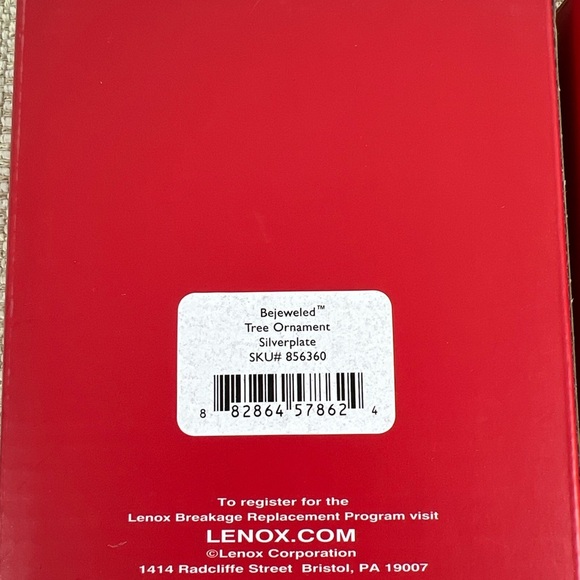 Bejeweled™
Tree Ornament
Silverplate
SKU# 856360
8 82864 57862 4
To register for the
Lenox Breakage Replacement Program visit
LENOX.COM
©Lenox Corporation
1414 Radcliffe Street Bristol, PA 19007